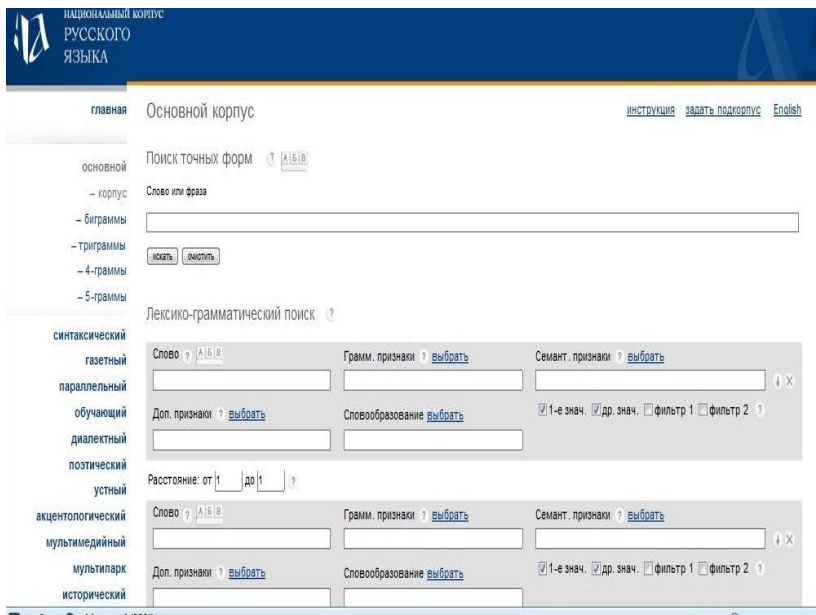 НАЦИОНАЛЬНЫЙ КОРПУС
РУССКОГО
ЯЗЫКА
главная
основной
– корпус
– биграммы
– триграммы
– 4-граммы
– 5-граммы
синтаксический
газетный
параллельный
обучающий
диалектный
поэтический
устный
акцентологический
мультимедийный
мультипарк
исторический
Основной корпус
инструкция задать подкорпус English
Поиск точных форм ? А Б В
Слово или фраза
искать очистить
Лексико-грамматический поиск ?
Слово ? А Б В Грамм. признаки ? выбрать Семант. признаки ? выбрать
Доп. признаки ? выбрать Словообразование выбрать 1-е знач. др. знач. фильтр 1 фильтр 2 ?
Расстояние: от 1 до 1 ?
Слово ? А Б В Грамм. признаки ? выбрать Семант. признаки ? выбрать
Доп. признаки ? выбрать Словообразование выбрать 1-е знач. др. знач. фильтр 1 фильтр 2 ?